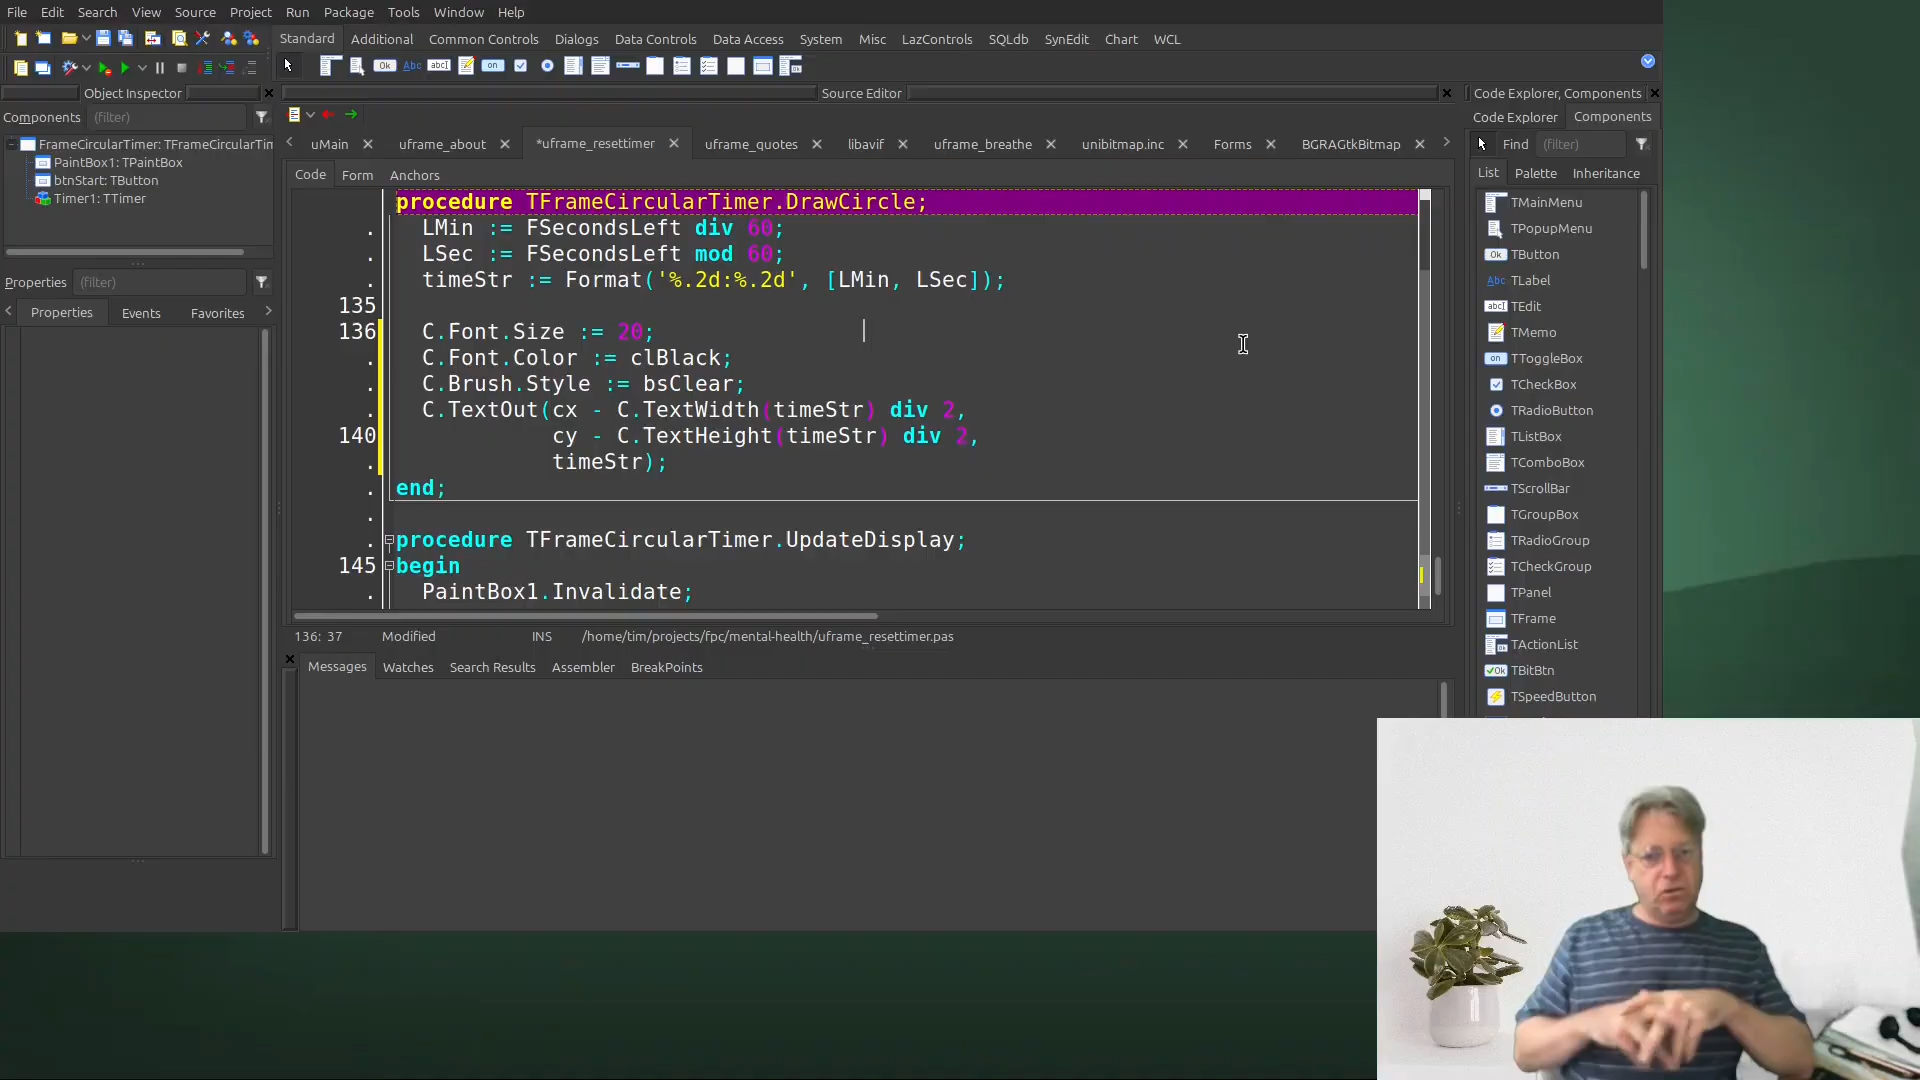 File Edit Search View Source Project Run Package Tools Window Help
Standard Additional Common Controls Dialogs Data Controls Data Access System Misc LazControls SQLdb SynEdit Chart WCL
Object Inspector
Source Editor
Code Explorer, Components
Components (filter)
Code Explorer Components
FrameCircularTimer: TFrameCircularTim
PaintBox1: TPaintBox
btnStart: TButton
Timer1: TTimer
uMain uframe_about *uframe_resettimer uframe_quotes libavif uframe_breathe unibitmap.inc Forms BGRAGtkBitmap
Find (filter)
Code Form Anchors
List Palette Inheritance
procedure TFrameCircularTimer.DrawCircle;
. LMin := FSecondsLeft div 60;
. LSec := FSecondsLeft mod 60;
. timeStr := Format('%.2d:%.2d', [LMin, LSec]);
135
136 C.Font.Size := 20;
. C.Font.Color := clBlack;
. C.Brush.Style := bsClear;
. C.TextOut(cx - C.TextWidth(timeStr) div 2,
140 cy - C.TextHeight(timeStr) div 2,
. timeStr);
. end;
.
. procedure TFrameCircularTimer.UpdateDisplay;
145 begin
. PaintBox1.Invalidate;
Properties (filter)
Properties Events Favorites
136: 37 Modified INS /home/tim/projects/fpc/mental-health/uframe_resettimer.pas
Messages Watches Search Results Assembler BreakPoints
TMainMenu
TPopupMenu
Ok TButton
Abc TLabel
abc TEdit
TMemo
on TToggleBox
TCheckBox
TRadioButton
TListBox
TComboBox
TScrollBar
TGroupBox
TRadioGroup
TCheckGroup
TPanel
TFrame
TActionList
Ok TBitBtn
TSpeedButton